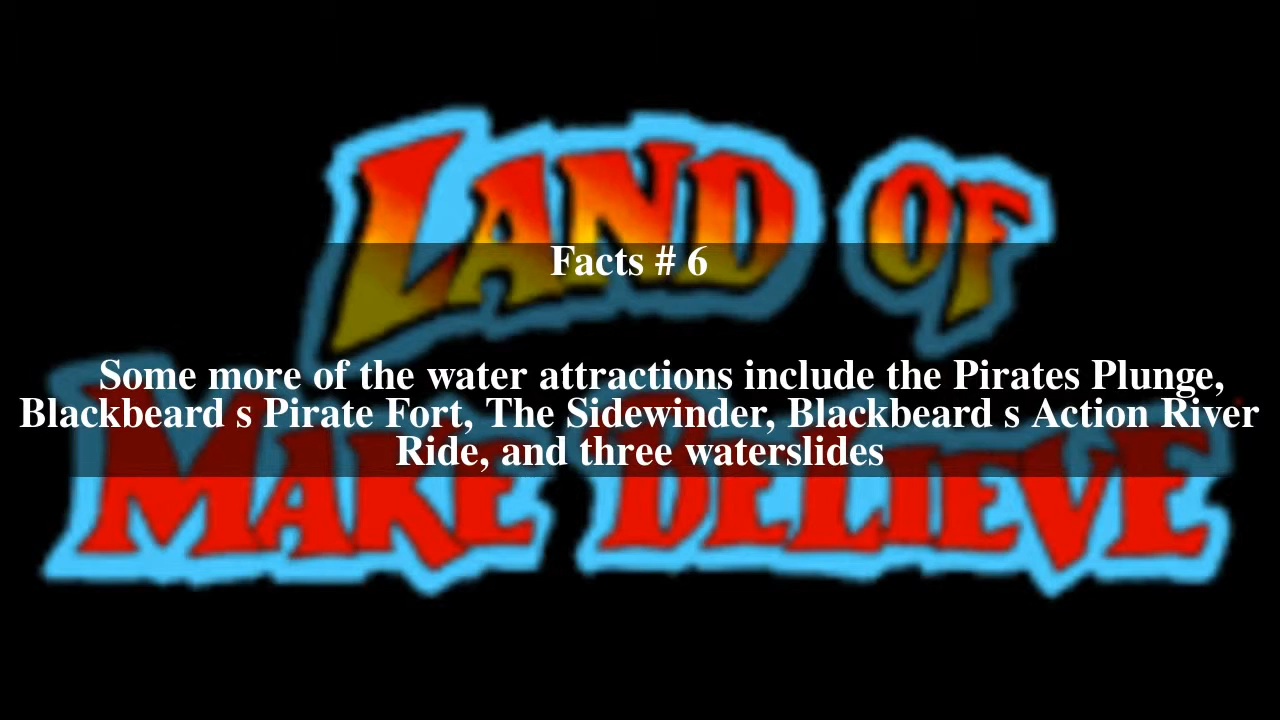 LAND OF
Facts # 6
Some more of the water attractions include the Pirates Plunge,
Blackbeard s Pirate Fort, The Sidewinder, Blackbeard s Action River
Ride, and three waterslides
MAKE BELIEVE